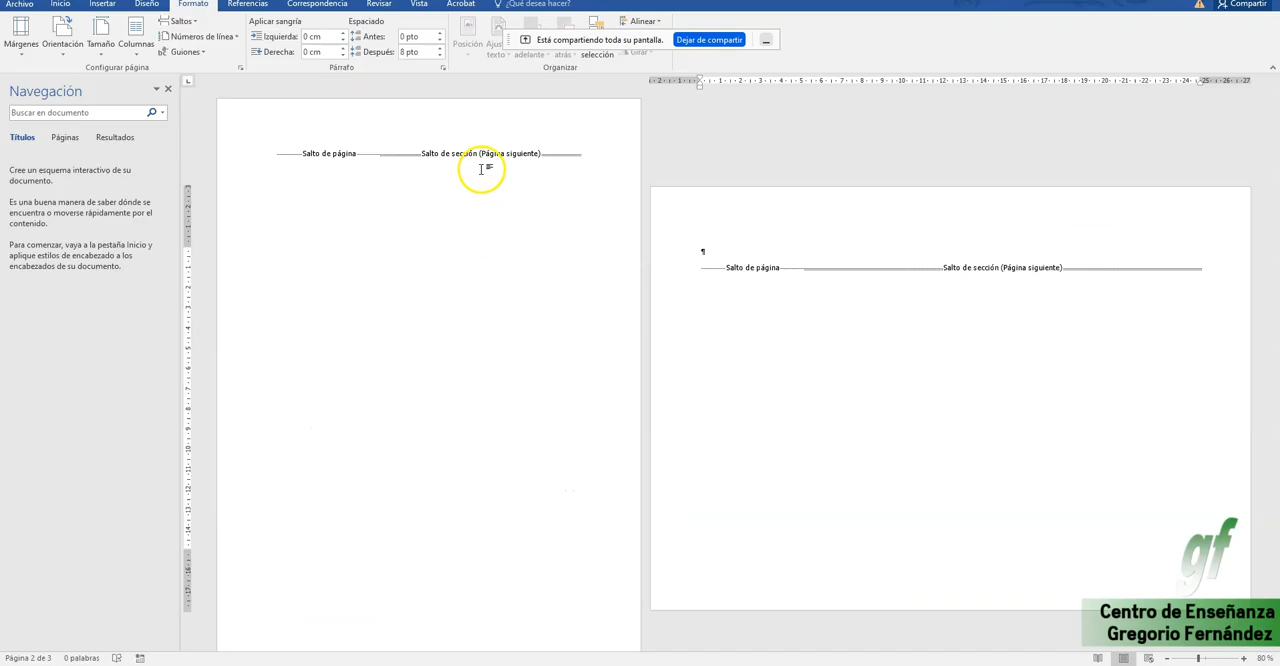 Archivo Inicio Insertar Diseño Formato Referencias Correspondencia Revisar Vista Acrobat ¿Qué desea hacer? Compartir
Saltos
Aplicar sangría Espaciado
Alinear
Números de línea
Izquierda: 0 cm Antes: 0 pto
Márgenes Orientación Tamaño Columnas
Guiones
Derecha: 0 cm Después: 8 pto
Posición
Está compartiendo toda su pantalla. Dejar de compartir
texto adelante atrás selección Girar
Configurar página Párrafo Organizar
Navegación
Buscar en documento
Títulos Páginas Resultados
Cree un esquema interactivo de su
documento.
Es una buena manera de saber dónde se
encuentra o moverse rápidamente por el
contenido.
Para comenzar, vaya a la pestaña Inicio y
aplique estilos de encabezado a los
encabezados de su documento.
Salto de página Salto de sección (Página siguiente)
¶
Salto de página Salto de sección (Página siguiente)
gf
Centro de Enseñanza
Gregorio Fernández
Página 2 de 3 0 palabras 80 %